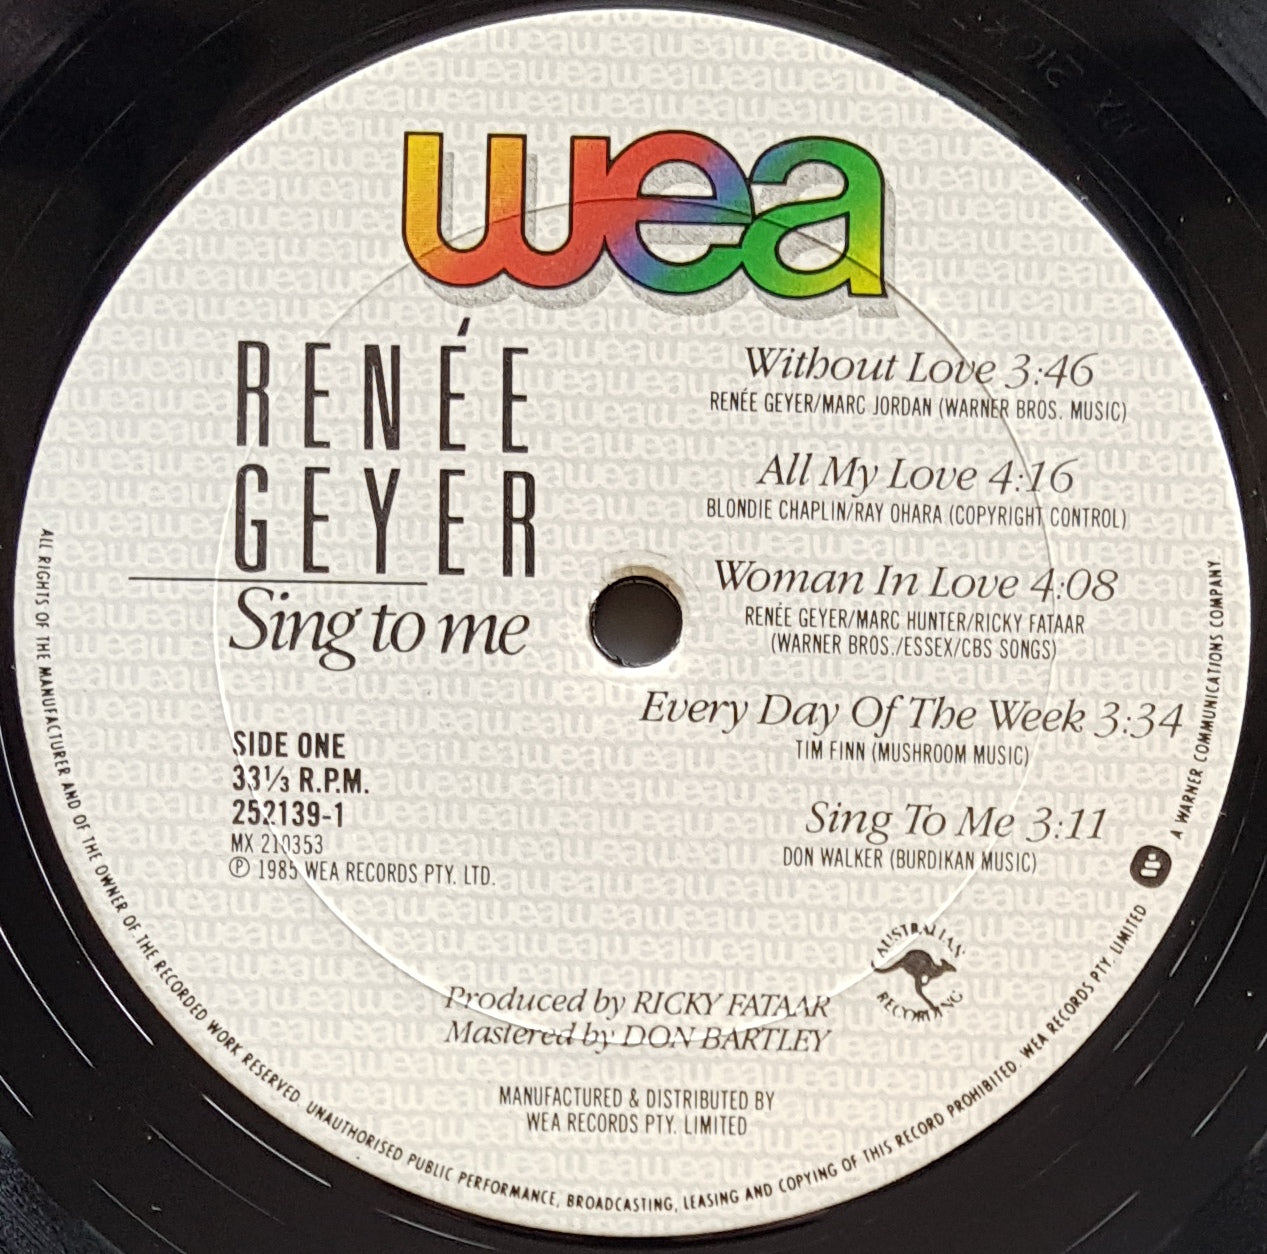 wea
RENÉE
GEYER
Sing to me
SIDE ONE
33⅓ R.P.M.
252139-1
MX 210353
℗ 1985 WEA RECORDS PTY. LTD.
Without Love 3:46
RENÉE GEYER/MARC JORDAN (WARNER BROS. MUSIC)
All My Love 4:16
BLONDIE CHAPLIN/RAY OHARA (COPYRIGHT CONTROL)
Woman In Love 4:08
RENÉE GEYER/MARC HUNTER/RICKY FATAAR
(WARNER BROS./ESSEX/CBS SONGS)
Every Day Of The Week 3:34
TIM FINN (MUSHROOM MUSIC)
Sing To Me 3:11
DON WALKER (BURDIKAN MUSIC)
AUSTRALIAN
RECORDING
Produced by RICKY FATAAR
Mastered by DON BARTLEY
MANUFACTURED & DISTRIBUTED BY
WEA RECORDS PTY. LIMITED
ALL RIGHTS OF THE MANUFACTURER AND OF THE OWNER OF THE RECORDED WORK RESERVED. UNAUTHORISED PUBLIC PERFORMANCE, BROADCASTING, LEASING AND COPYING OF THIS RECORD PROHIBITED. WEA RECORDS PTY. LIMITED A WARNER COMMUNICATIONS COMPANY